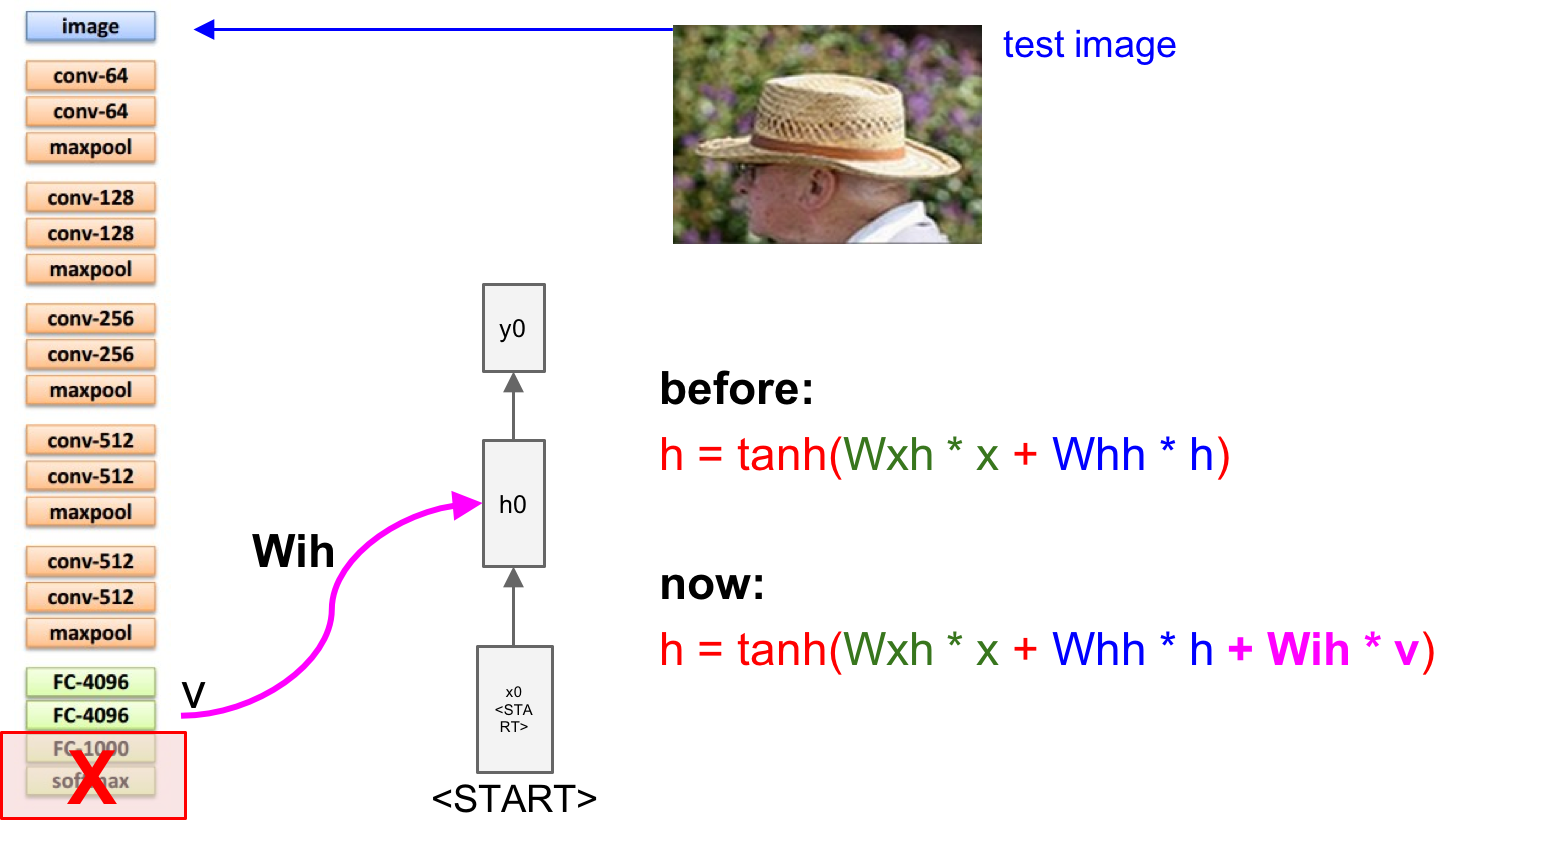 image
conv-64
conv-64
maxpool
conv-128
conv-128
maxpool
conv-256
conv-256
maxpool
conv-512
conv-512
maxpool
conv-512
conv-512
maxpool
FC-4096
FC-4096
FC-1000
softmax
X
v
Wih
y0
h0
x0
<STA
RT>
<START>
test image
before:
h = tanh(Wxh * x + Whh * h)
now:
h = tanh(Wxh * x + Whh * h + Wih * v)